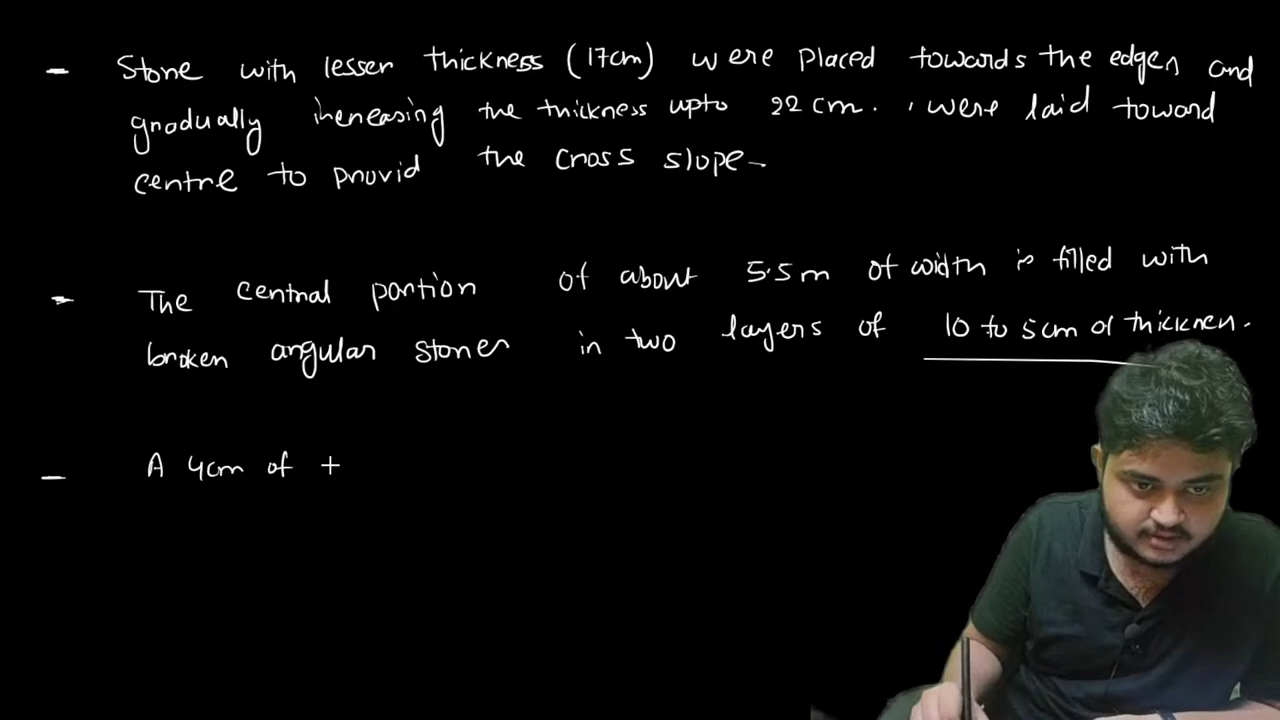 - Stone with lesser thickness (17cm) were placed towards the edges and
gradually increasing the thickness upto 22 cm. were laid toward
centre to provid the cross slope-
- The central portion of about 5.5m of width is filled with
broken angular stones in two layers of 10 to 5cm of thickness.
- A 4cm of t